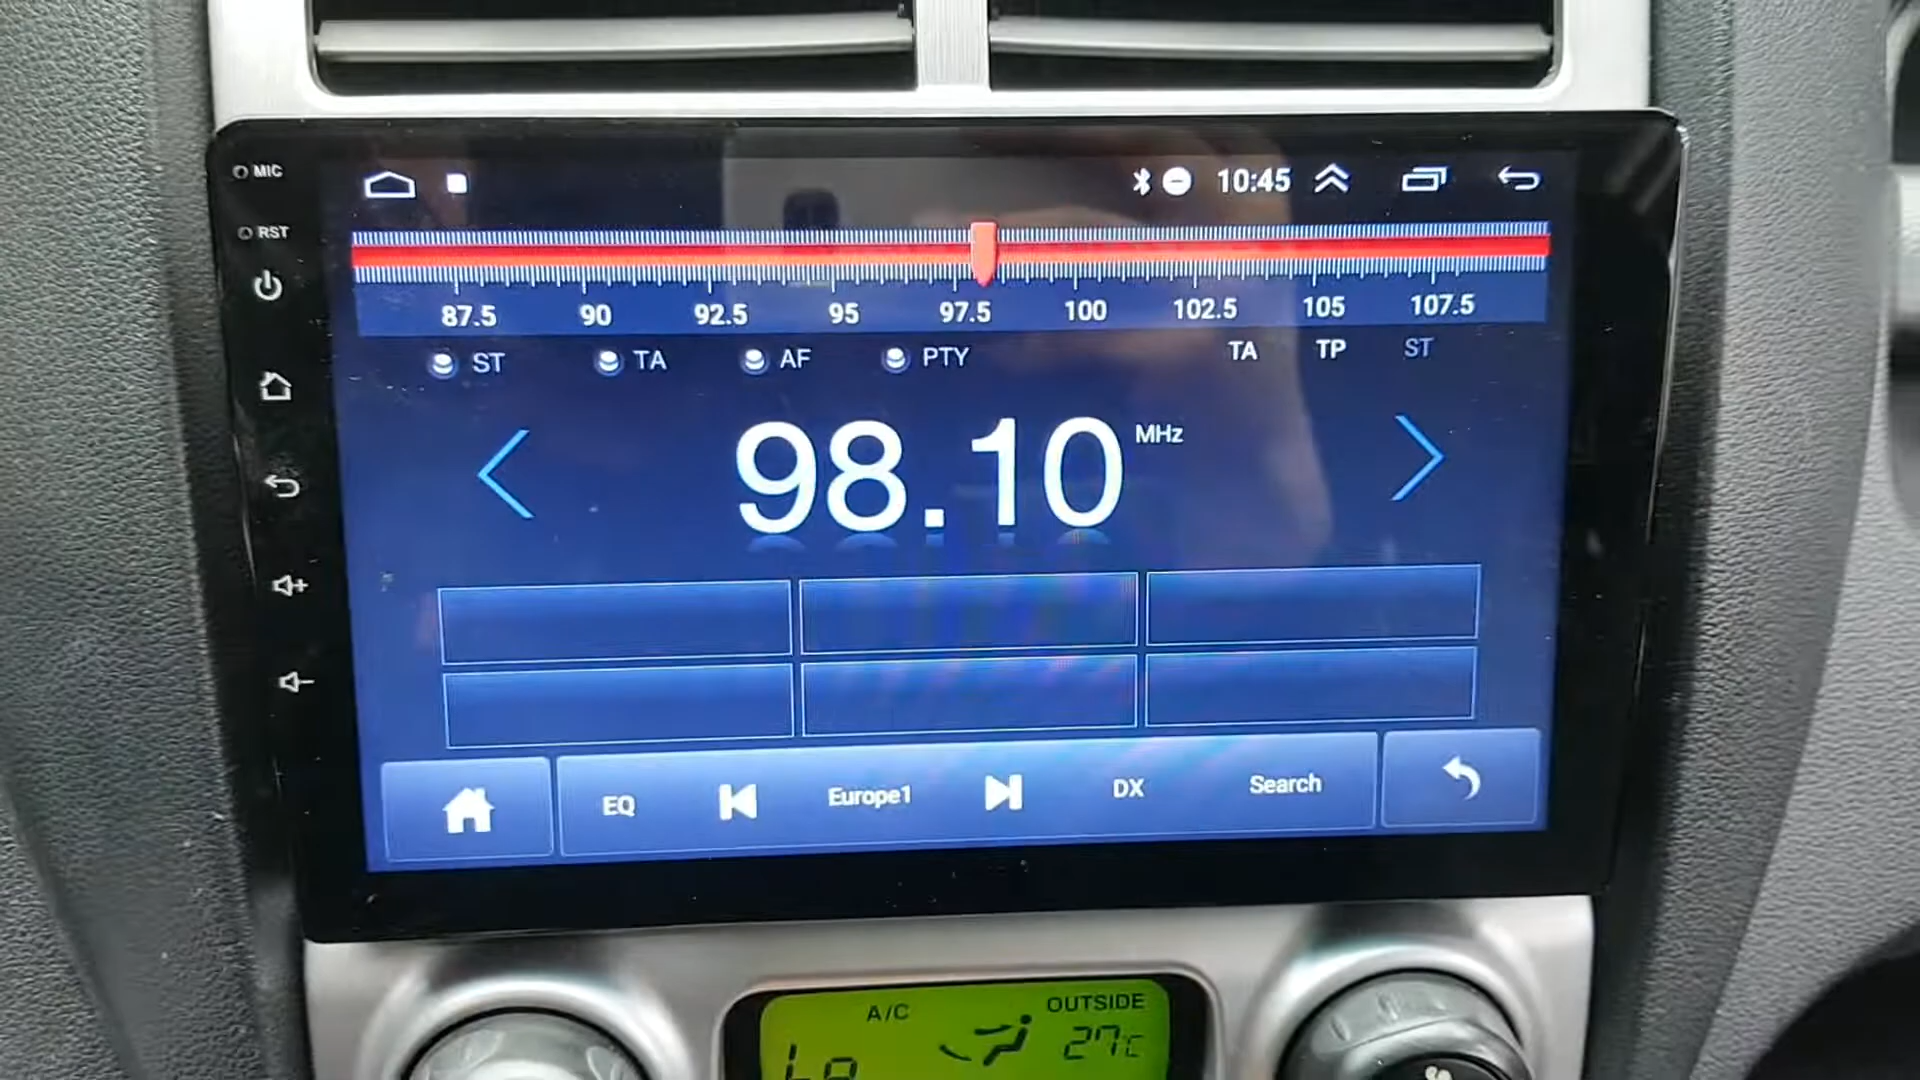 MIC
10:45
RST
87.5 90 92.5 95 97.5 100 102.5 105 107.5
ST TA AF PTY TA TP ST
98.10 MHz
EQ Europe1 DX Search
A/C OUTSIDE
27c
Lo